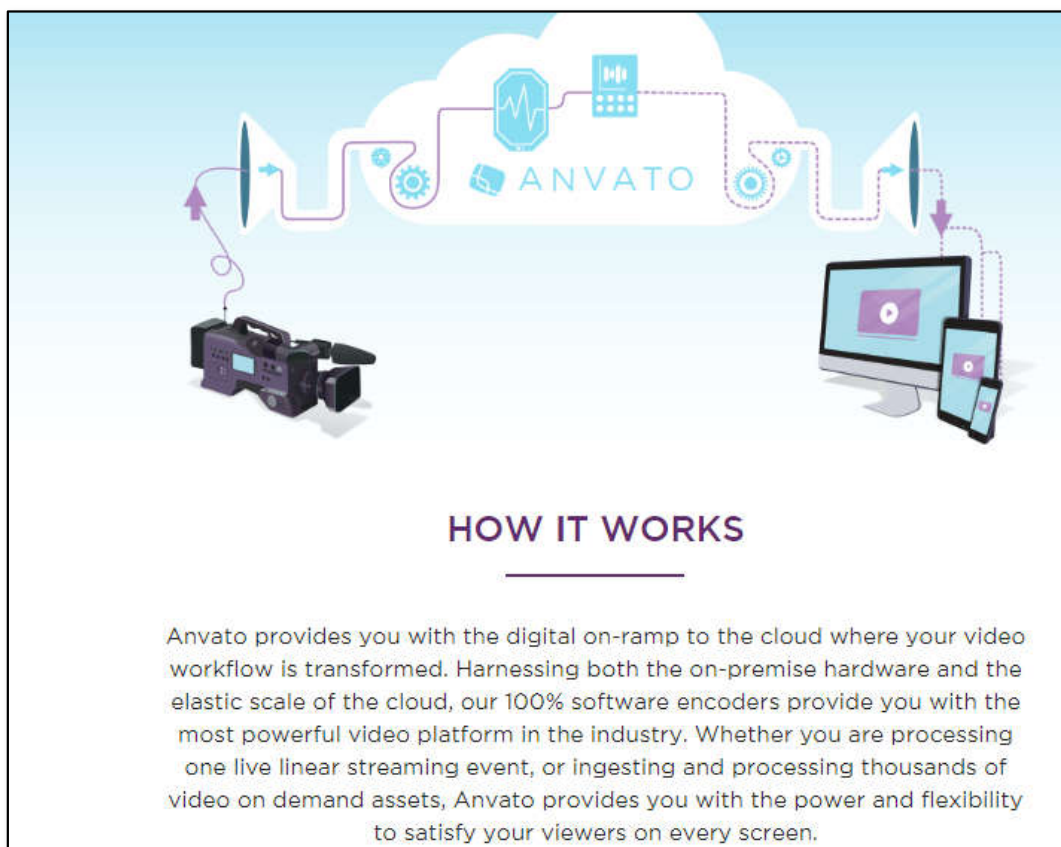 ANVATO
HOW IT WORKS
Anvato provides you with the digital on-ramp to the cloud where your video
workflow is transformed. Harnessing both the on-premise hardware and the
elastic scale of the cloud, our 100% software encoders provide you with the
most powerful video platform in the industry. Whether you are processing
one live linear streaming event, or ingesting and processing thousands of
video on demand assets, Anvato provides you with the power and flexibility
to satisfy your viewers on every screen.